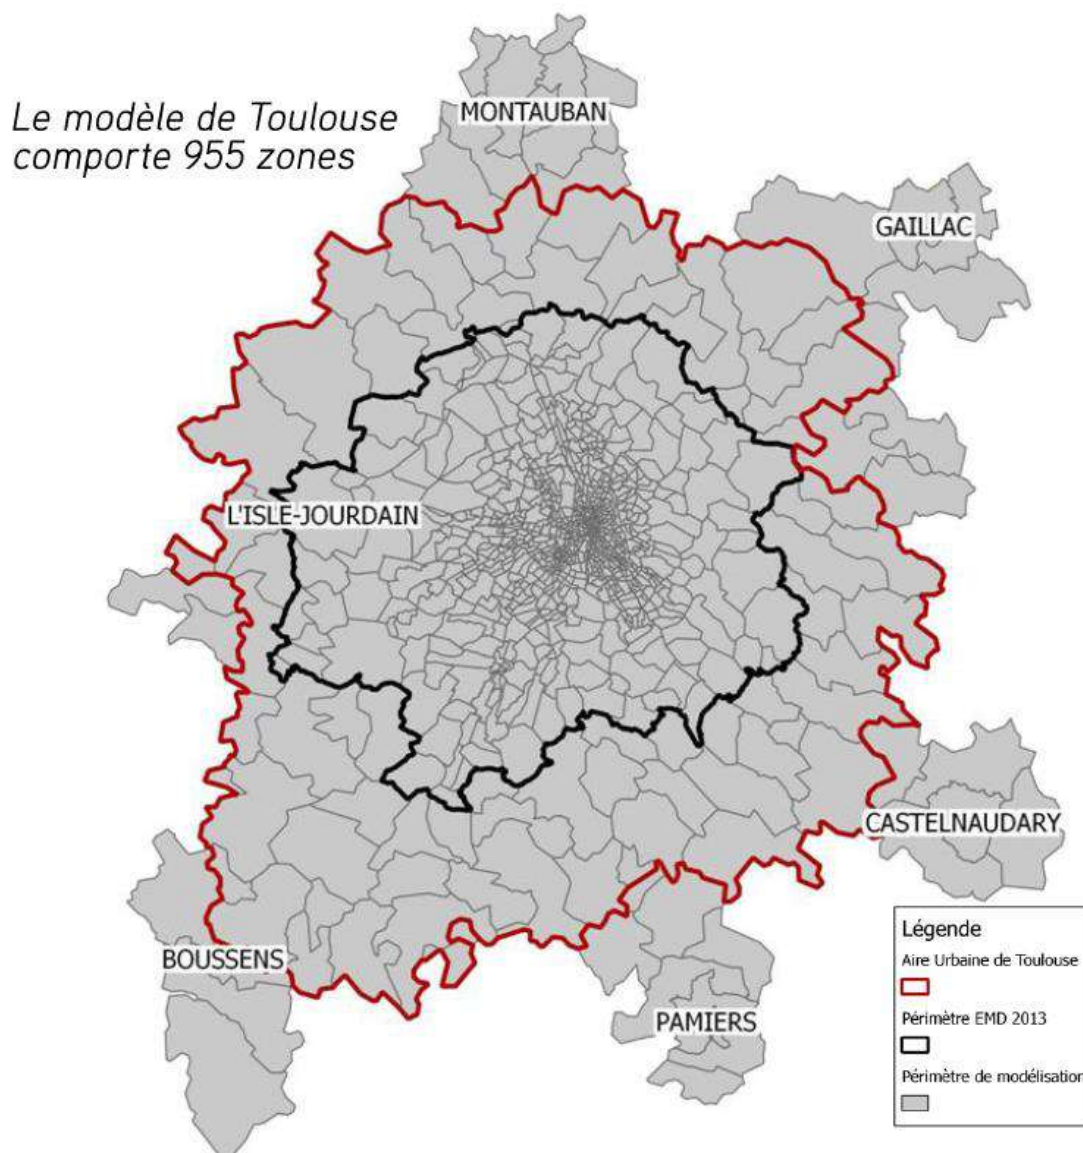 Le modèle de Toulouse
comporte 955 zones
MONTAUBAN
GAILLAC
L'ISLE-JOURDAIN
CASTELNAUDARY
BOUSSENS
PAMIERS
Légende
Aire Urbaine de Toulouse
Périmètre EMD 2013
Périmètre de modélisation